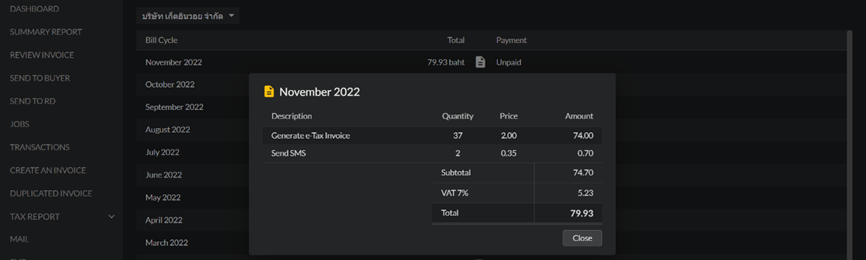 DASHBOARD
SUMMARY REPORT
REVIEW INVOICE
SEND TO BUYER
SEND TO RD
JOBS
TRANSACTIONS
CREATE AN INVOICE
DUPLICATED INVOICE
TAX REPORT
MAIL
บริษัท เก็ตอินวอย จำกัด
Bill Cycle Total Payment
November 2022 79.93 baht Unpaid
October 2022
September 2022
August 2022
July 2022
June 2022
May 2022
April 2022
March 2022
November 2022
Description Quantity Price Amount
Generate e-Tax Invoice 37 2.00 74.00
Send SMS 2 0.35 0.70
Subtotal 74.70
VAT 7% 5.23
Total 79.93
Close